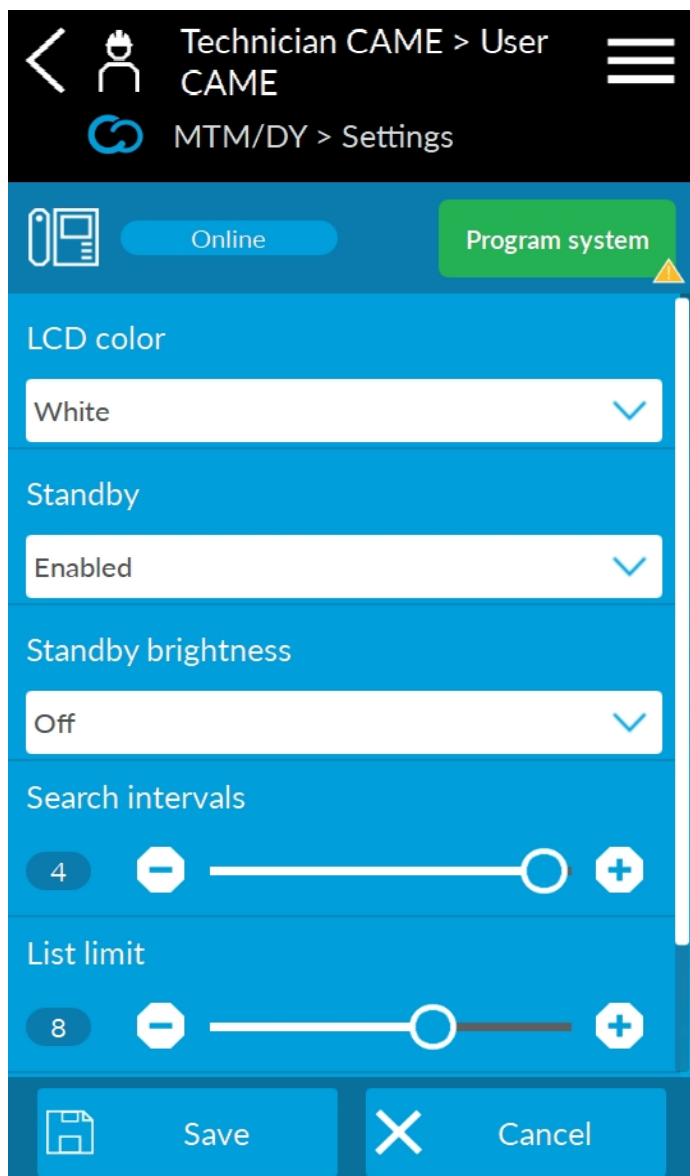 Technician CAME > User
CAME
MTM/DY > Settings
Online
Program system
LCD color
White
Standby
Enabled
Standby brightness
Off
Search intervals
4
List limit
8
Save
Cancel